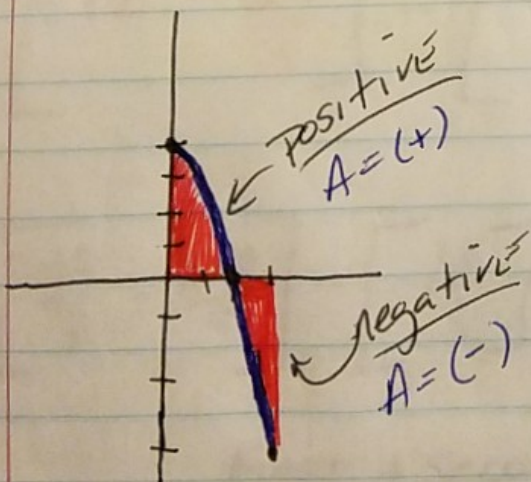 positive
A = (+)
negative
A = (-)